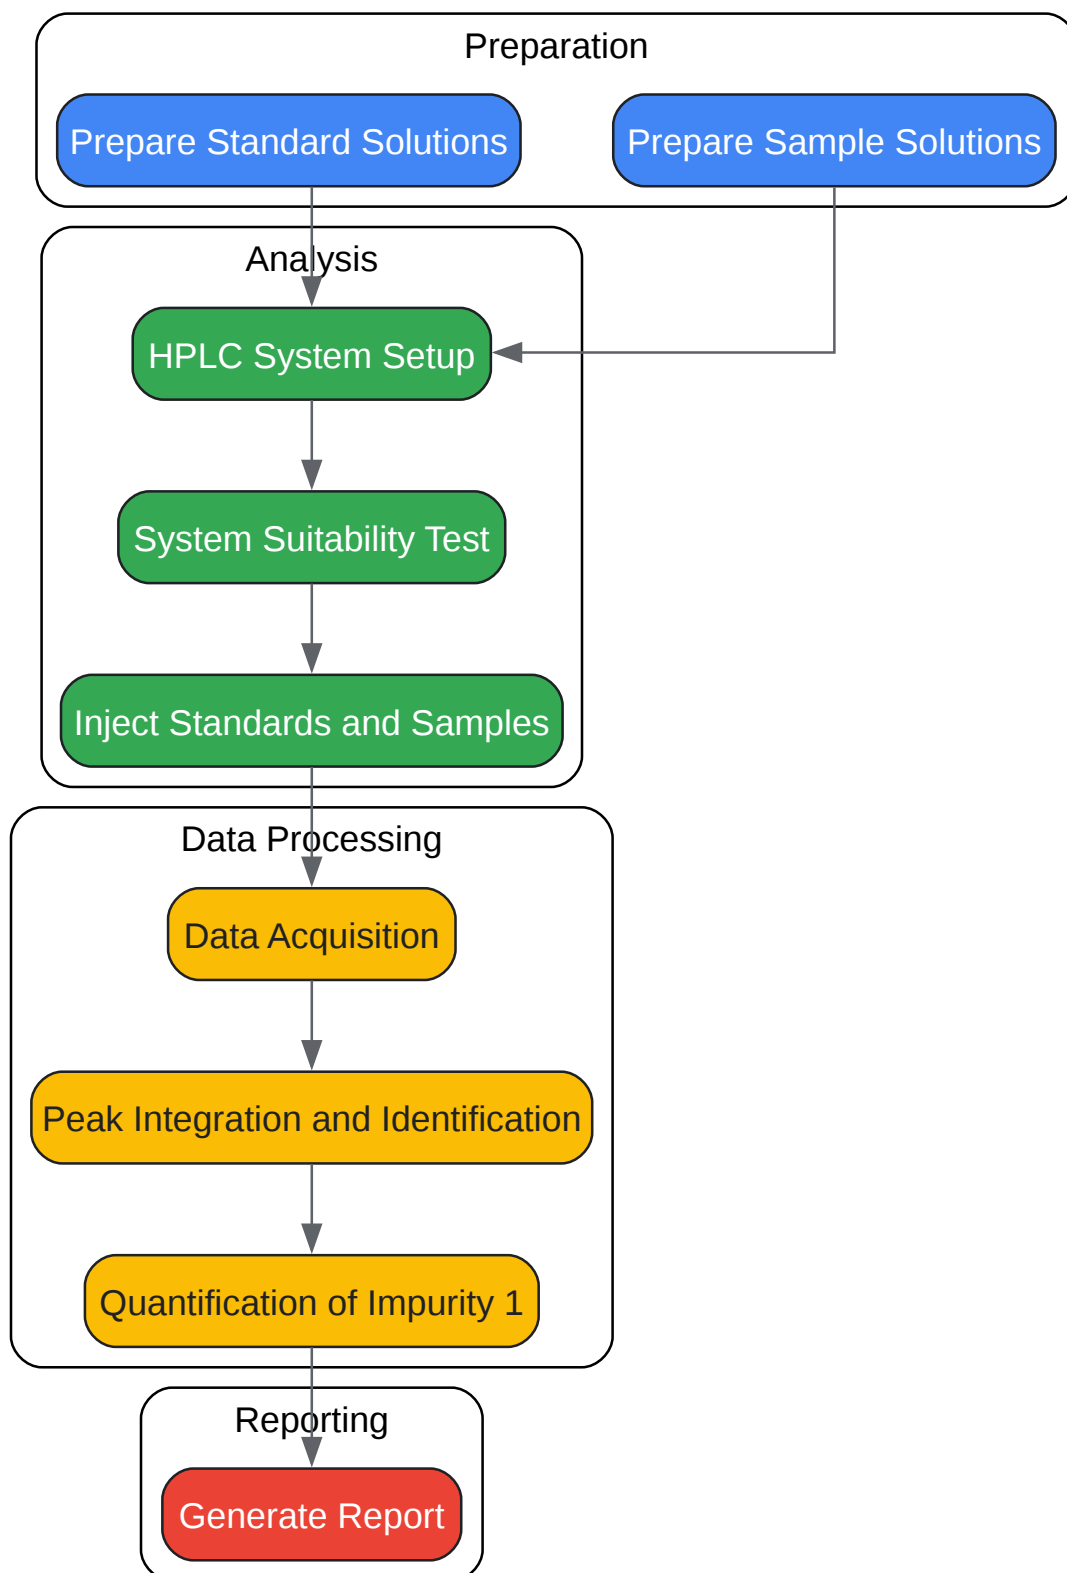 Preparation
Prepare Standard Solutions
Prepare Sample Solutions
Analysis
HPLC System Setup
System Suitability Test
Inject Standards and Samples
Data Processing
Data Acquisition
Peak Integration and Identification
Quantification of Impurity 1
Reporting
Generate Report